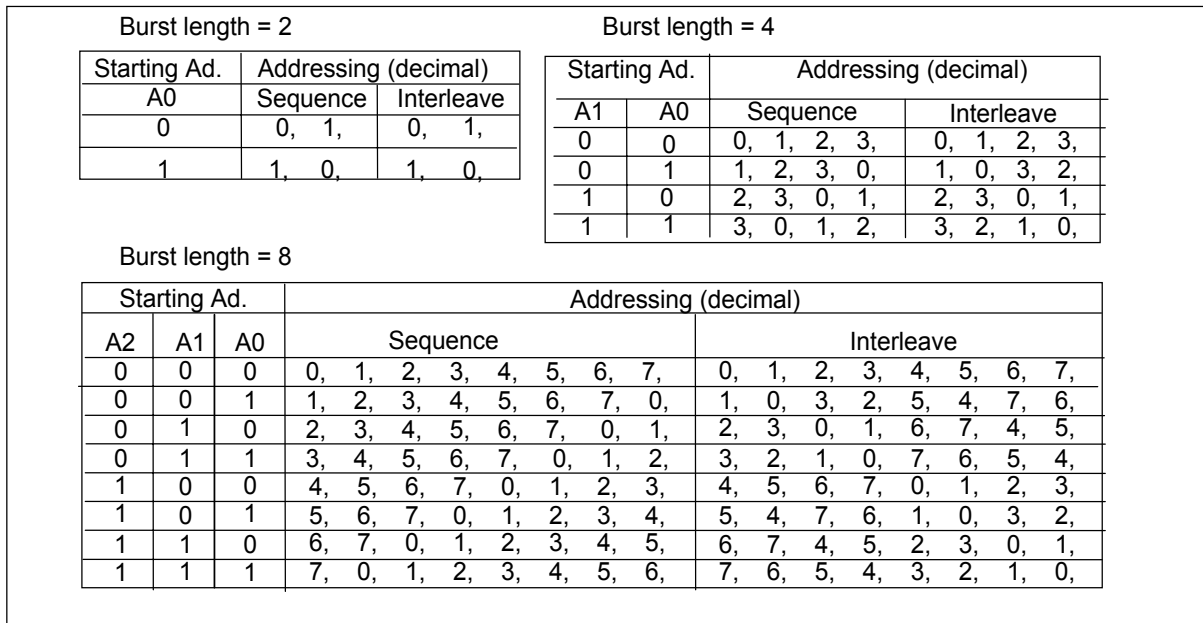 Burst length = 2
Starting Ad. Addressing (decimal)
A0 Sequence Interleave
0 0, 1, 0, 1,
1 1, 0, 1, 0,
Burst length = 4
Starting Ad. Addressing (decimal)
A1 A0 Sequence Interleave
0 0 0, 1, 2, 3, 0, 1, 2, 3,
0 1 1, 2, 3, 0, 1, 0, 3, 2,
1 0 2, 3, 0, 1, 2, 3, 0, 1,
1 1 3, 0, 1, 2, 3, 2, 1, 0,
Burst length = 8
Starting Ad. Addressing (decimal)
A2 A1 A0 Sequence Interleave
0 0 0 0, 1, 2, 3, 4, 5, 6, 7, 0, 1, 2, 3, 4, 5, 6, 7,
0 0 1 1, 2, 3, 4, 5, 6, 7, 0, 1, 0, 3, 2, 5, 4, 7, 6,
0 1 0 2, 3, 4, 5, 6, 7, 0, 1, 2, 3, 0, 1, 6, 7, 4, 5,
0 1 1 3, 4, 5, 6, 7, 0, 1, 2, 3, 2, 1, 0, 7, 6, 5, 4,
1 0 0 4, 5, 6, 7, 0, 1, 2, 3, 4, 5, 6, 7, 0, 1, 2, 3,
1 0 1 5, 6, 7, 0, 1, 2, 3, 4, 5, 4, 7, 6, 1, 0, 3, 2,
1 1 0 6, 7, 0, 1, 2, 3, 4, 5, 6, 7, 4, 5, 2, 3, 0, 1,
1 1 1 7, 0, 1, 2, 3, 4, 5, 6, 7, 6, 5, 4, 3, 2, 1, 0,